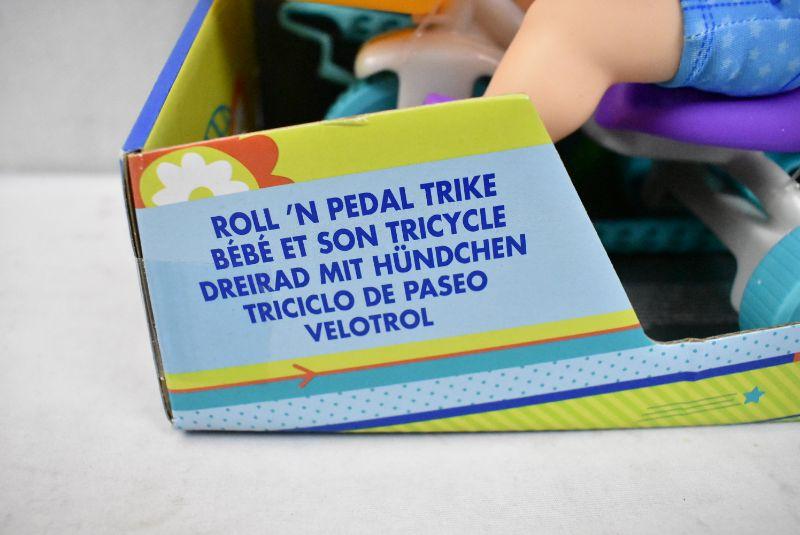 ROLL 'N PEDAL TRIKE
BÉBÉ ET SON TRICYCLE
DREIRAD MIT HÜNDCHEN
TRICICLO DE PASEO
VELOTROL